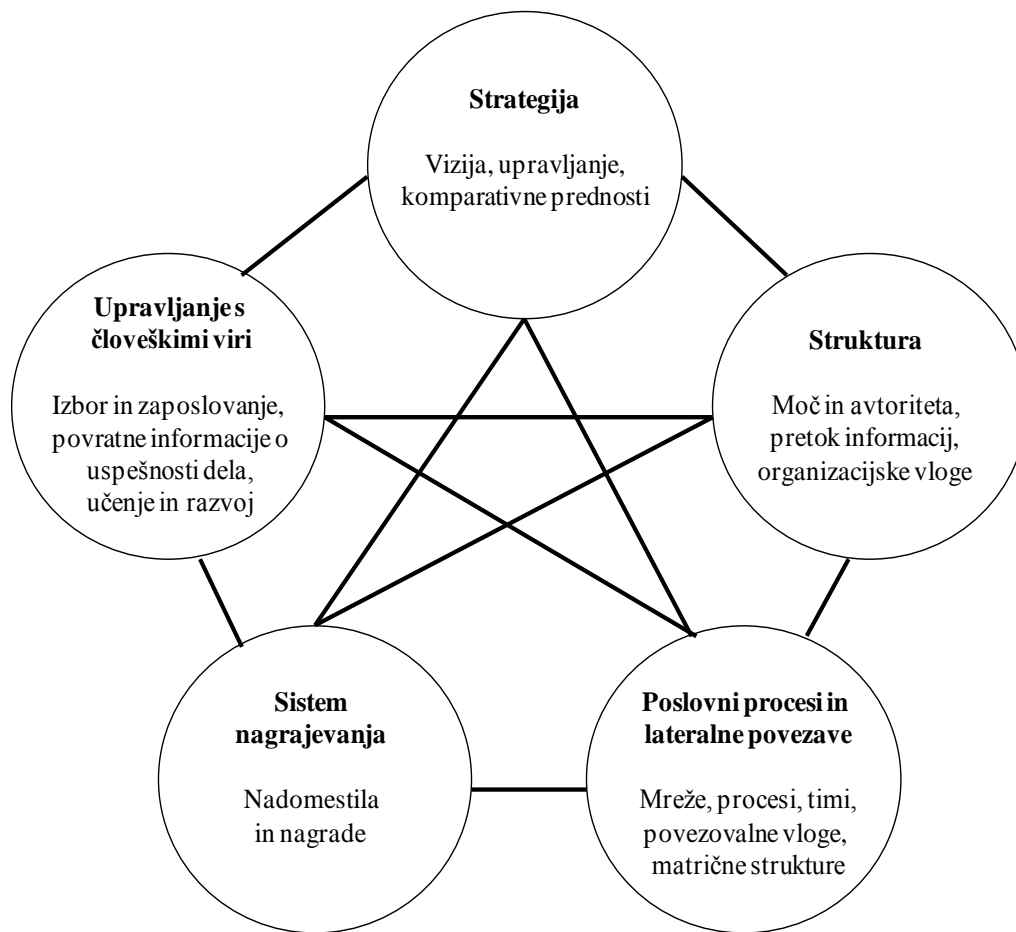 Strategija
Vizija, upravljanje,
komparativne prednosti
Upravljanje s
človeškimi viri
Izbor in zaposlovanje,
povratne informacije o
uspešnosti dela,
učenje in razvoj
Struktura
Moč in avtoriteta,
pretok informacij,
organizacijske vloge
Sistem
nagrajevanja
Nadomestila
in nagrade
Poslovni procesi in
lateralne povezave
Mreže, procesi, timi,
povezovalne vloge,
matrične strukture